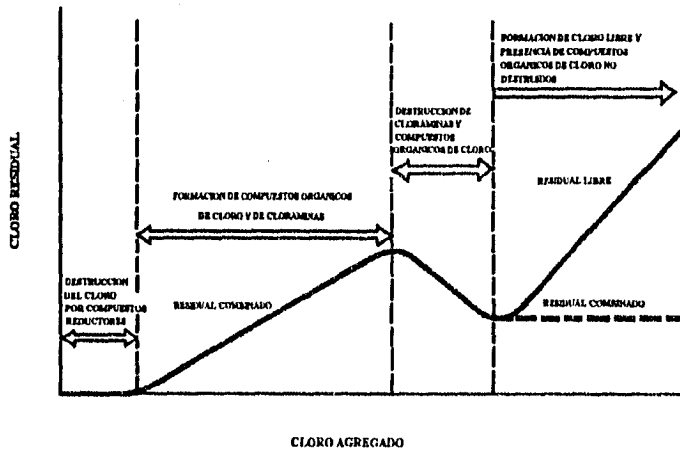 FORMACION DE CLORO LIBRE Y
PRESENCIA DE COMPUESTOS
ORGANICOS DE CLORO NO
DESTRUIDOS
DESTRUCCION DE
CLORAMINAS Y
COMPUESTOS
ORGANICOS DE CLORO
CLORO RESIDUAL
FORMACION DE COMPUESTOS ORGANICOS
DE CLORO Y DE CLORAMINAS
RESIDUAL LIBRE
DESTRUCCION
DEL CLORO
POR COMPUESTOS
REDUCTORES
RESIDUAL COMBINADO
RESIDUAL COMBINADO
CLORO AGREGADO